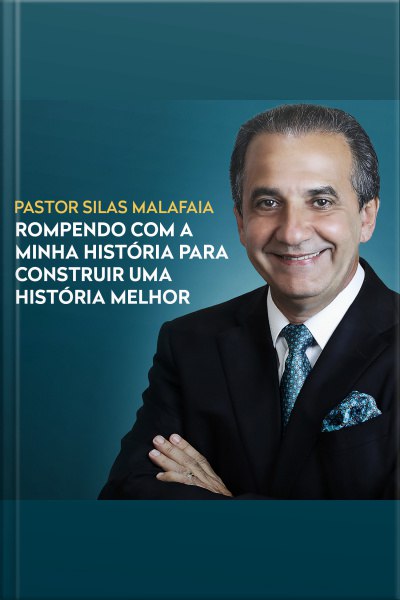 PASTOR SILAS MALAFAIA
ROMPENDO COM A
MINHA HISTÓRIA PARA
CONSTRUIR UMA
HISTÓRIA MELHOR